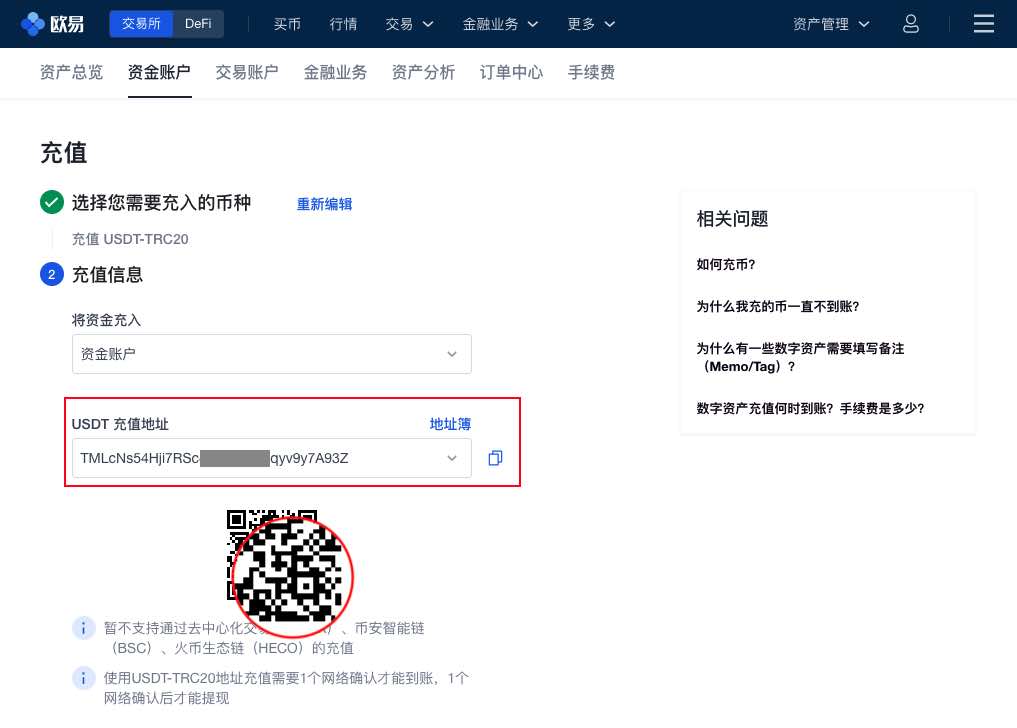 欧易 交易所 DeFi 买币 行情 交易 金融业务 更多 资产管理
资产总览 资金账户 交易账户 金融业务 资产分析 订单中心 手续费
充值
选择您需要充入的币种 重新编辑
充值 USDT-TRC20
2 充值信息
将资金充入
资金账户
USDT 充值地址 地址簿
TMLcNs54Hji7RSc qyv9y7A93Z
暂不支持通过去中心化交 ）、币安智能链
（BSC）、火币生态链（HECO）的充值
使用USDT-TRC20地址充值需要1个网络确认才能到账，1个
网络确认后才能提现
相关问题
如何充币?
为什么我充的币一直不到账?
为什么有一些数字资产需要填写备注
（Memo/Tag）?
数字资产充值何时到账？手续费是多少?